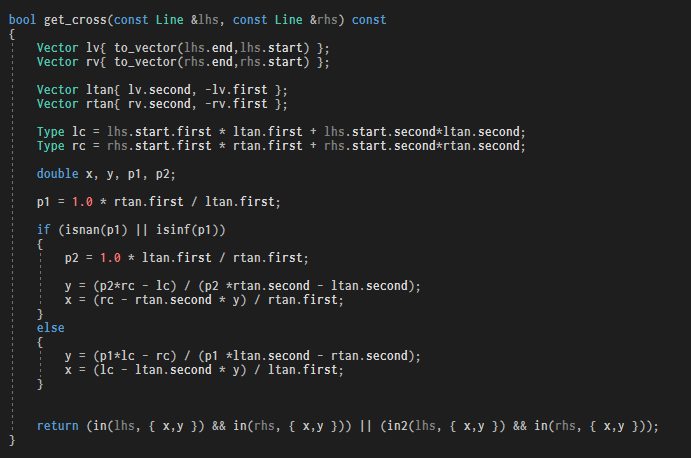 bool get_cross(const Line &lhs, const Line &rhs) const
{
    Vector lv{ to_vector(lhs.end,lhs.start) };
    Vector rv{ to_vector(rhs.end,rhs.start) };

    Vector ltan{ lv.second, -lv.first };
    Vector rtan{ rv.second, -rv.first };

    Type lc = lhs.start.first * ltan.first + lhs.start.second*ltan.second;
    Type rc = rhs.start.first * rtan.first + rhs.start.second*rtan.second;

    double x, y, p1, p2;

    p1 = 1.0 * rtan.first / ltan.first;

    if (isnan(p1) || isinf(p1))
    {
        p2 = 1.0 * ltan.first / rtan.first;

        y = (p2*rc - lc) / (p2 *rtan.second - ltan.second);
        x = (rc - rtan.second * y) / rtan.first;
    }
    else
    {
        y = (p1*lc - rc) / (p1 *ltan.second - rtan.second);
        x = (lc - ltan.second * y) / ltan.first;
    }


    return (in(lhs, { x,y }) && in(rhs, { x,y })) || (in2(lhs, { x,y }) && in(rhs, { x,y }));
}